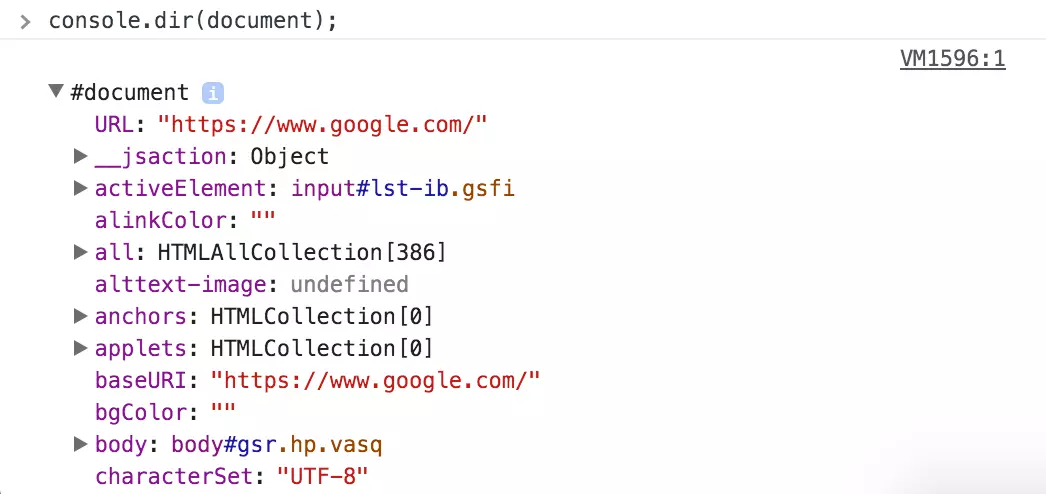 > console.dir(document);
VM1596:1
▼ #document i
URL: "https://www.google.com/"
▶ __jsaction: Object
▶ activeElement: input#lst-ib.gsfi
alinkColor: ""
▶ all: HTMLAllCollection[386]
alttext-image: undefined
▶ anchors: HTMLCollection[0]
▶ applets: HTMLCollection[0]
baseURI: "https://www.google.com/"
bgColor: ""
▶ body: body#gsr.hp.vasq
characterSet: "UTF-8"